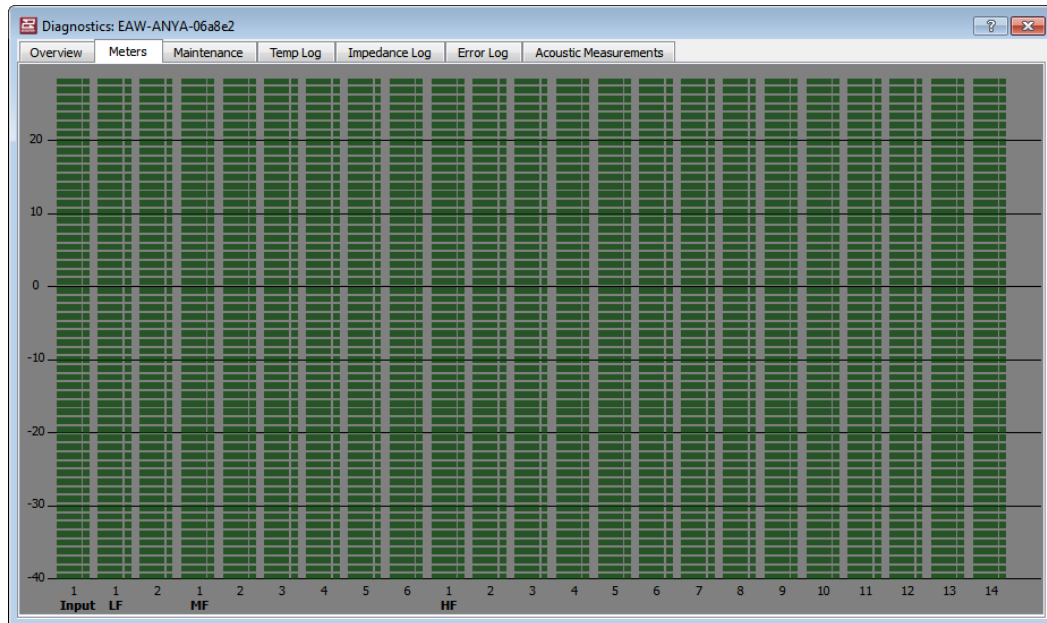 Diagnostics: EAW-ANYA-06a8e2
Overview Meters Maintenance Temp Log Impedance Log Error Log Acoustic Measurements
20
10
0
-10
-20
-30
-40
1 1 2 1 2 3 4 5 6 1 2 3 4 5 6 7 8 9 10 11 12 13 14
Input LF MF HF